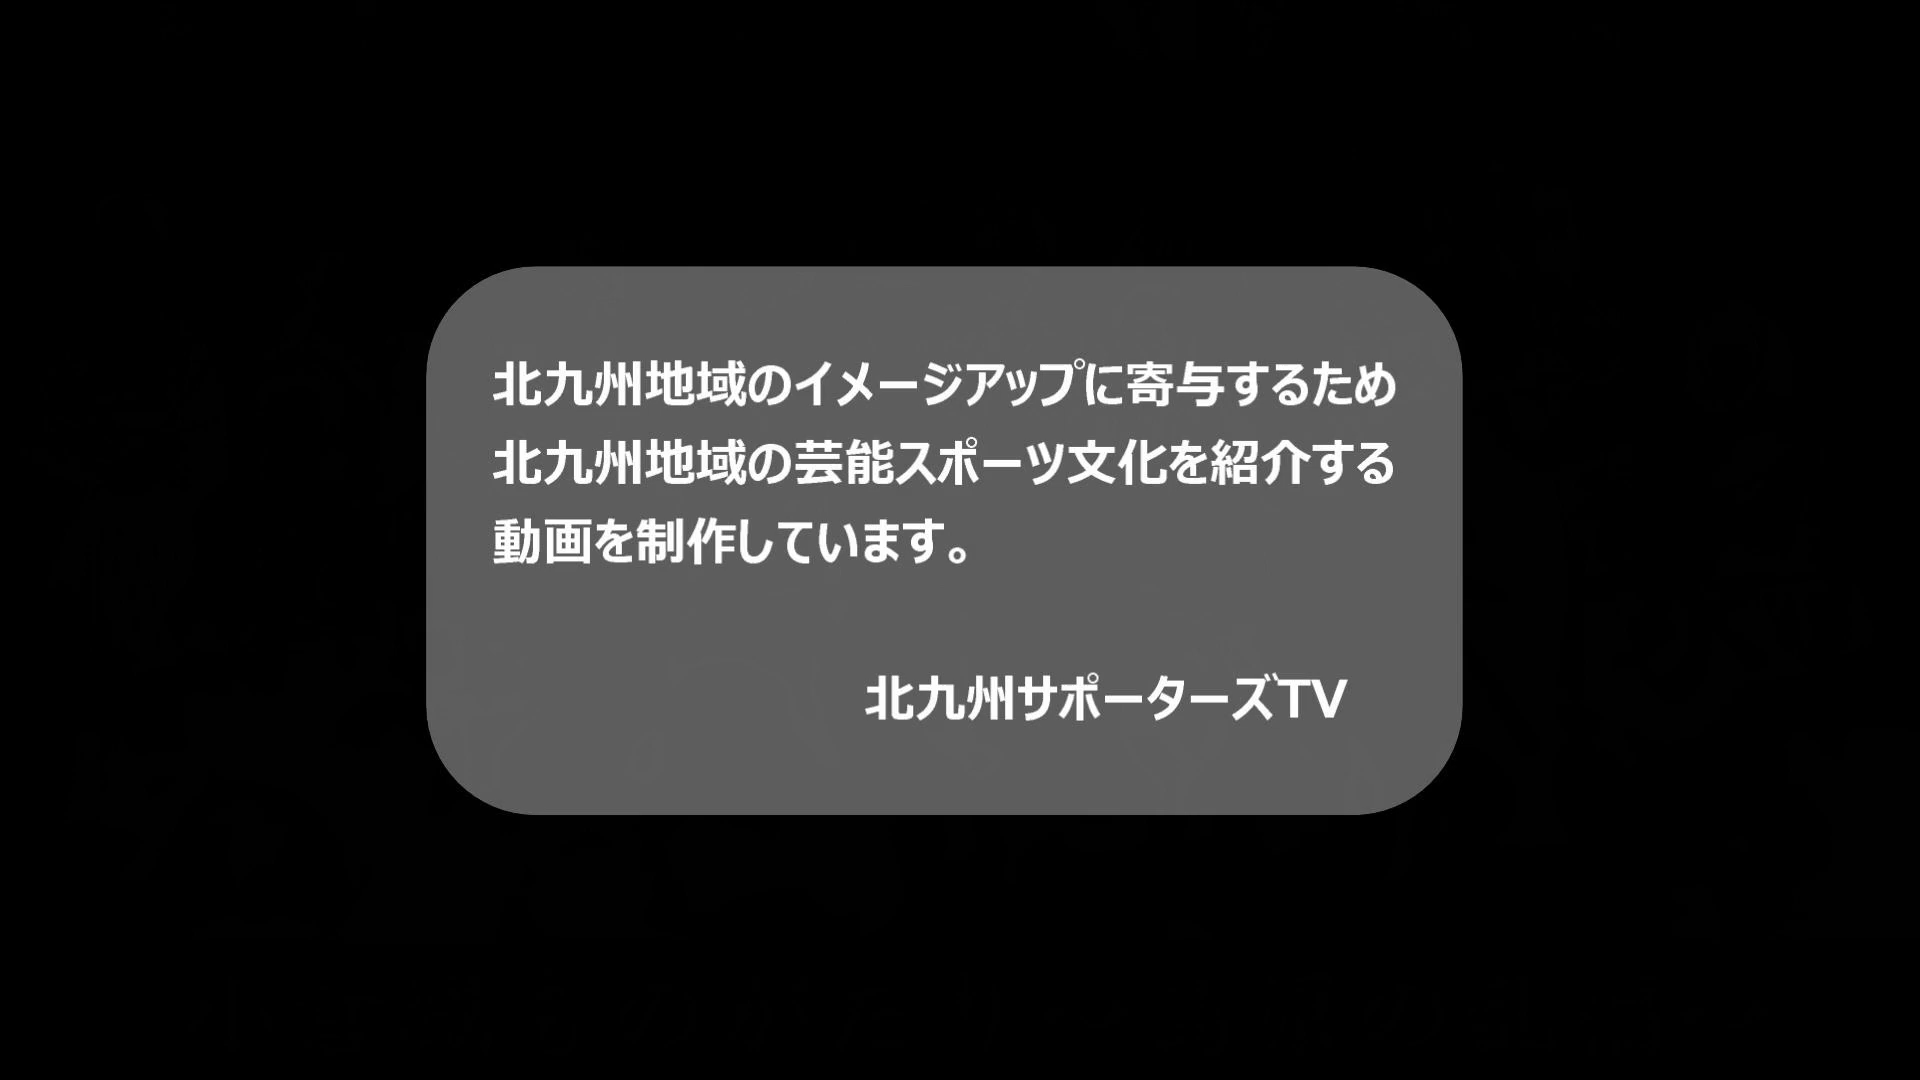 北九州地域のイメージアップに寄与するため
北九州地域の芸能スポーツ文化を紹介する
動画を制作しています。
北九州サポーターズTV